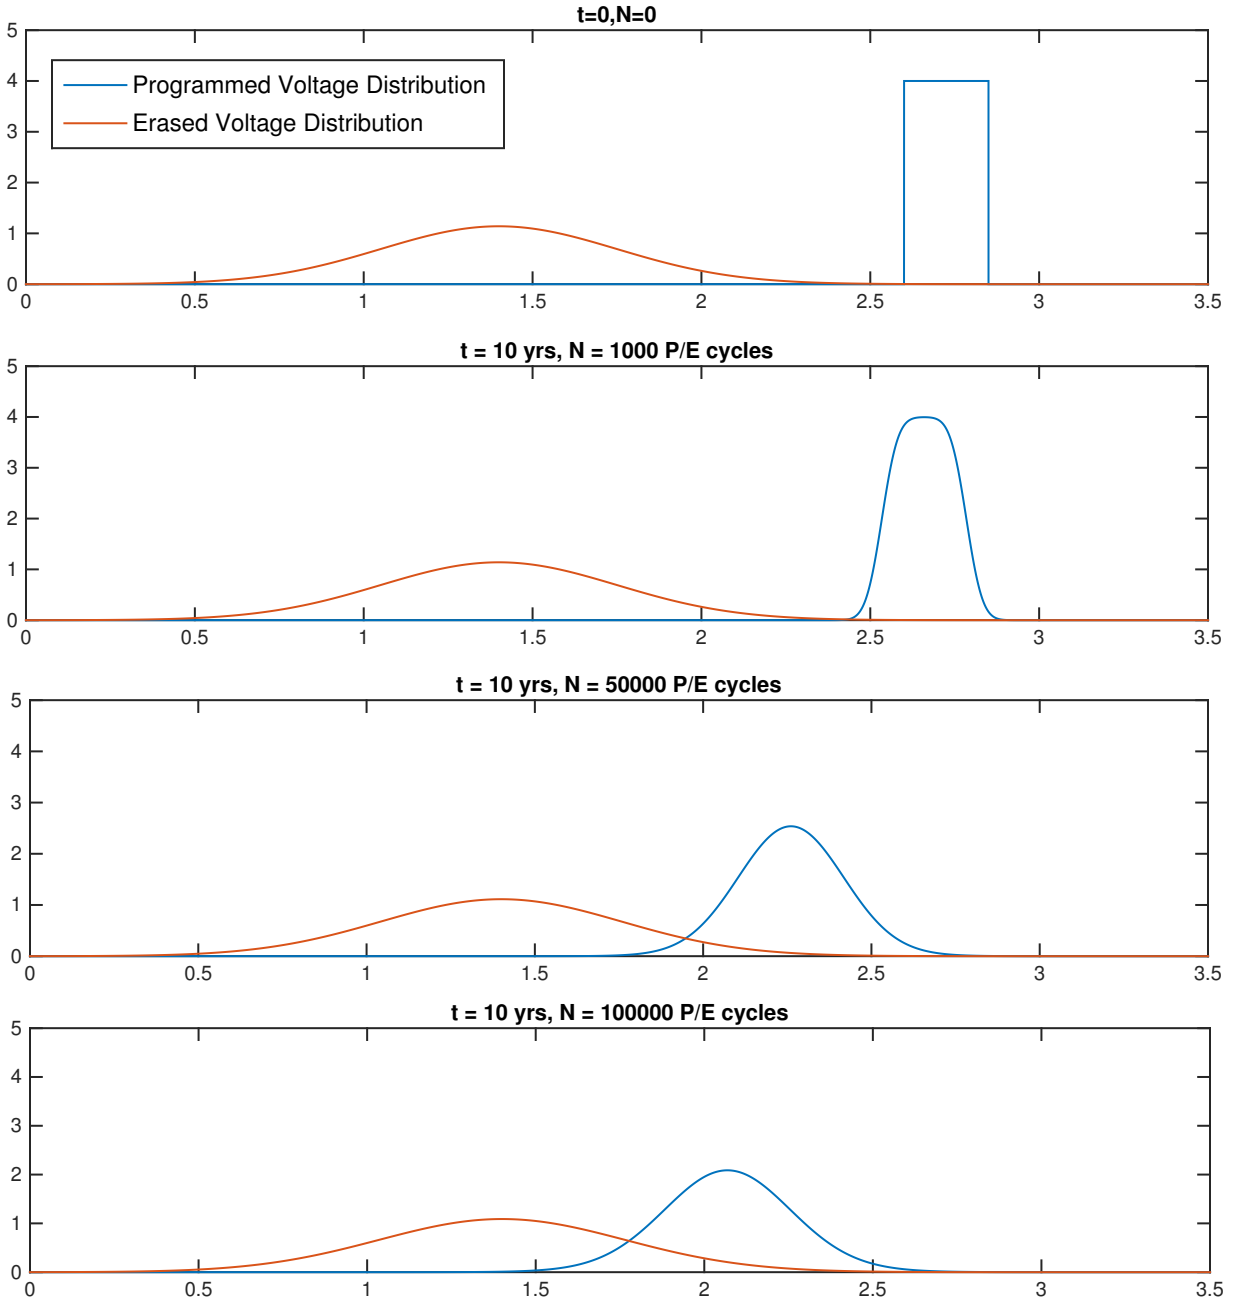 t=0,N=0
5
4
3
2
1
0
Programmed Voltage Distribution
Erased Voltage Distribution
0 0.5 1 1.5 2 2.5 3 3.5
t = 10 yrs, N = 1000 P/E cycles
5
4
3
2
1
0
0 0.5 1 1.5 2 2.5 3 3.5
t = 10 yrs, N = 50000 P/E cycles
5
4
3
2
1
0
0 0.5 1 1.5 2 2.5 3 3.5
t = 10 yrs, N = 100000 P/E cycles
5
4
3
2
1
0
0 0.5 1 1.5 2 2.5 3 3.5